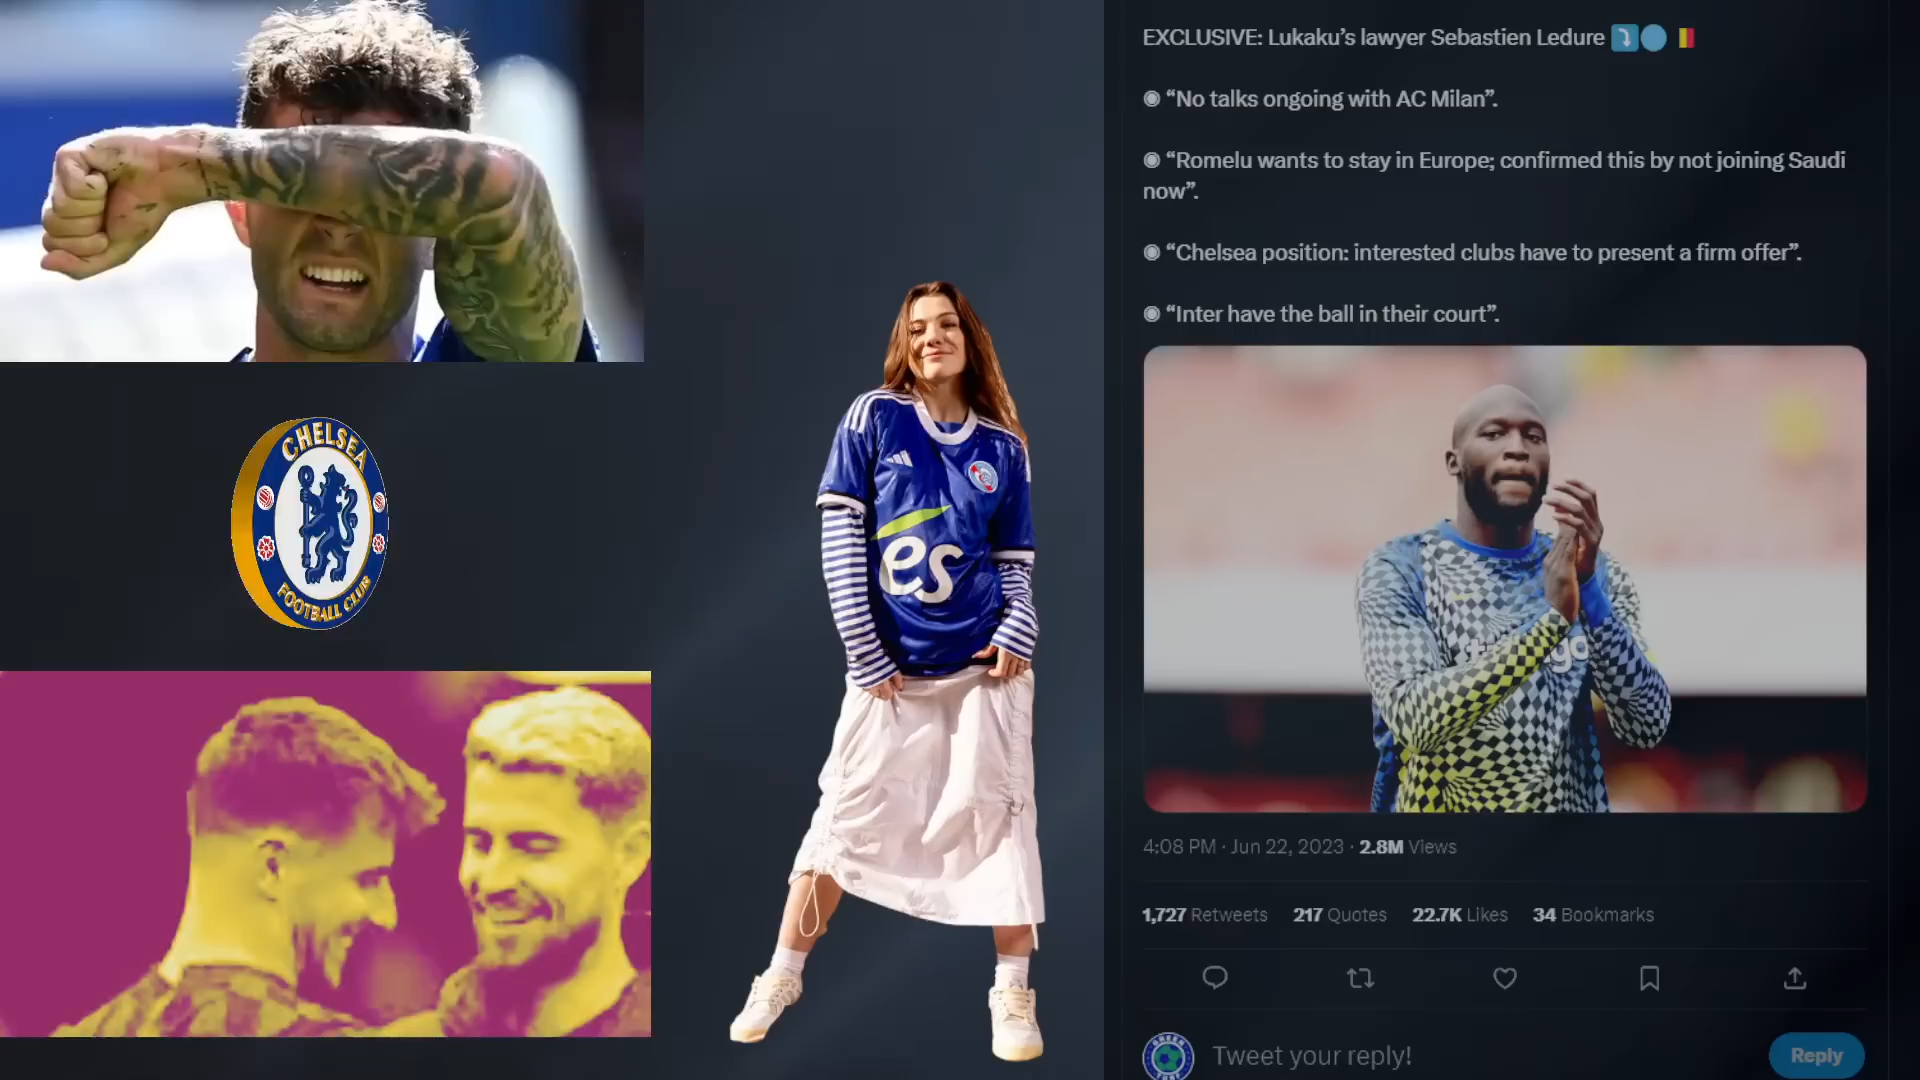 CHELSEA
FOOTBALL CLUB
es
EXCLUSIVE: Lukaku’s lawyer Sebastien Ledure
◉ “No talks ongoing with AC Milan”.
◉ “Romelu wants to stay in Europe; confirmed this by not joining Saudi
now”.
◉ “Chelsea position: interested clubs have to present a firm offer”.
◉ “Inter have the ball in their court”.
4:08 PM · Jun 22, 2023 · 2.8M Views
1,727 Retweets 217 Quotes 22.7K Likes 34 Bookmarks
Tweet your reply!
Reply